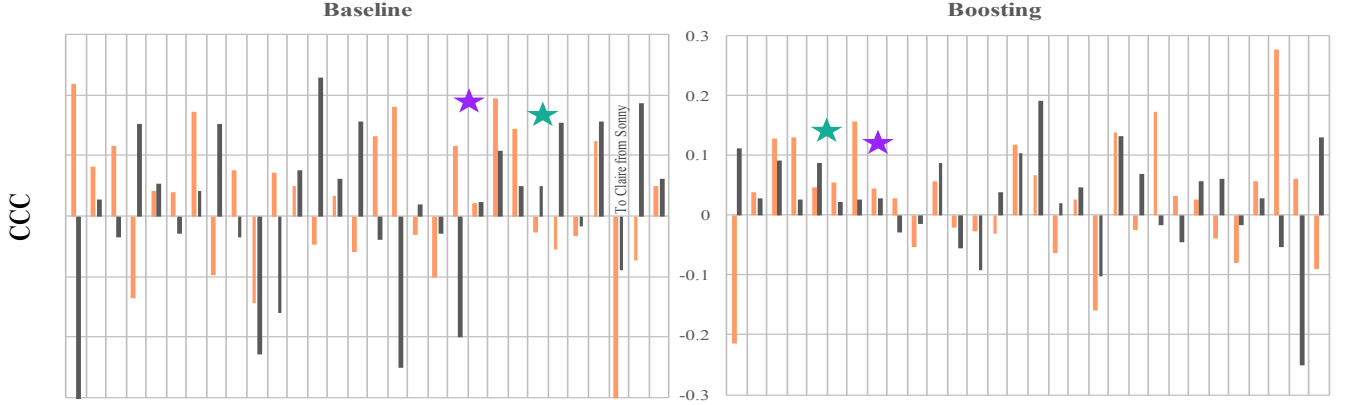 Baseline
Boosting
CCC
To Claire from Sonny
0.3
0.2
0.1
0
-0.1
-0.2
-0.3